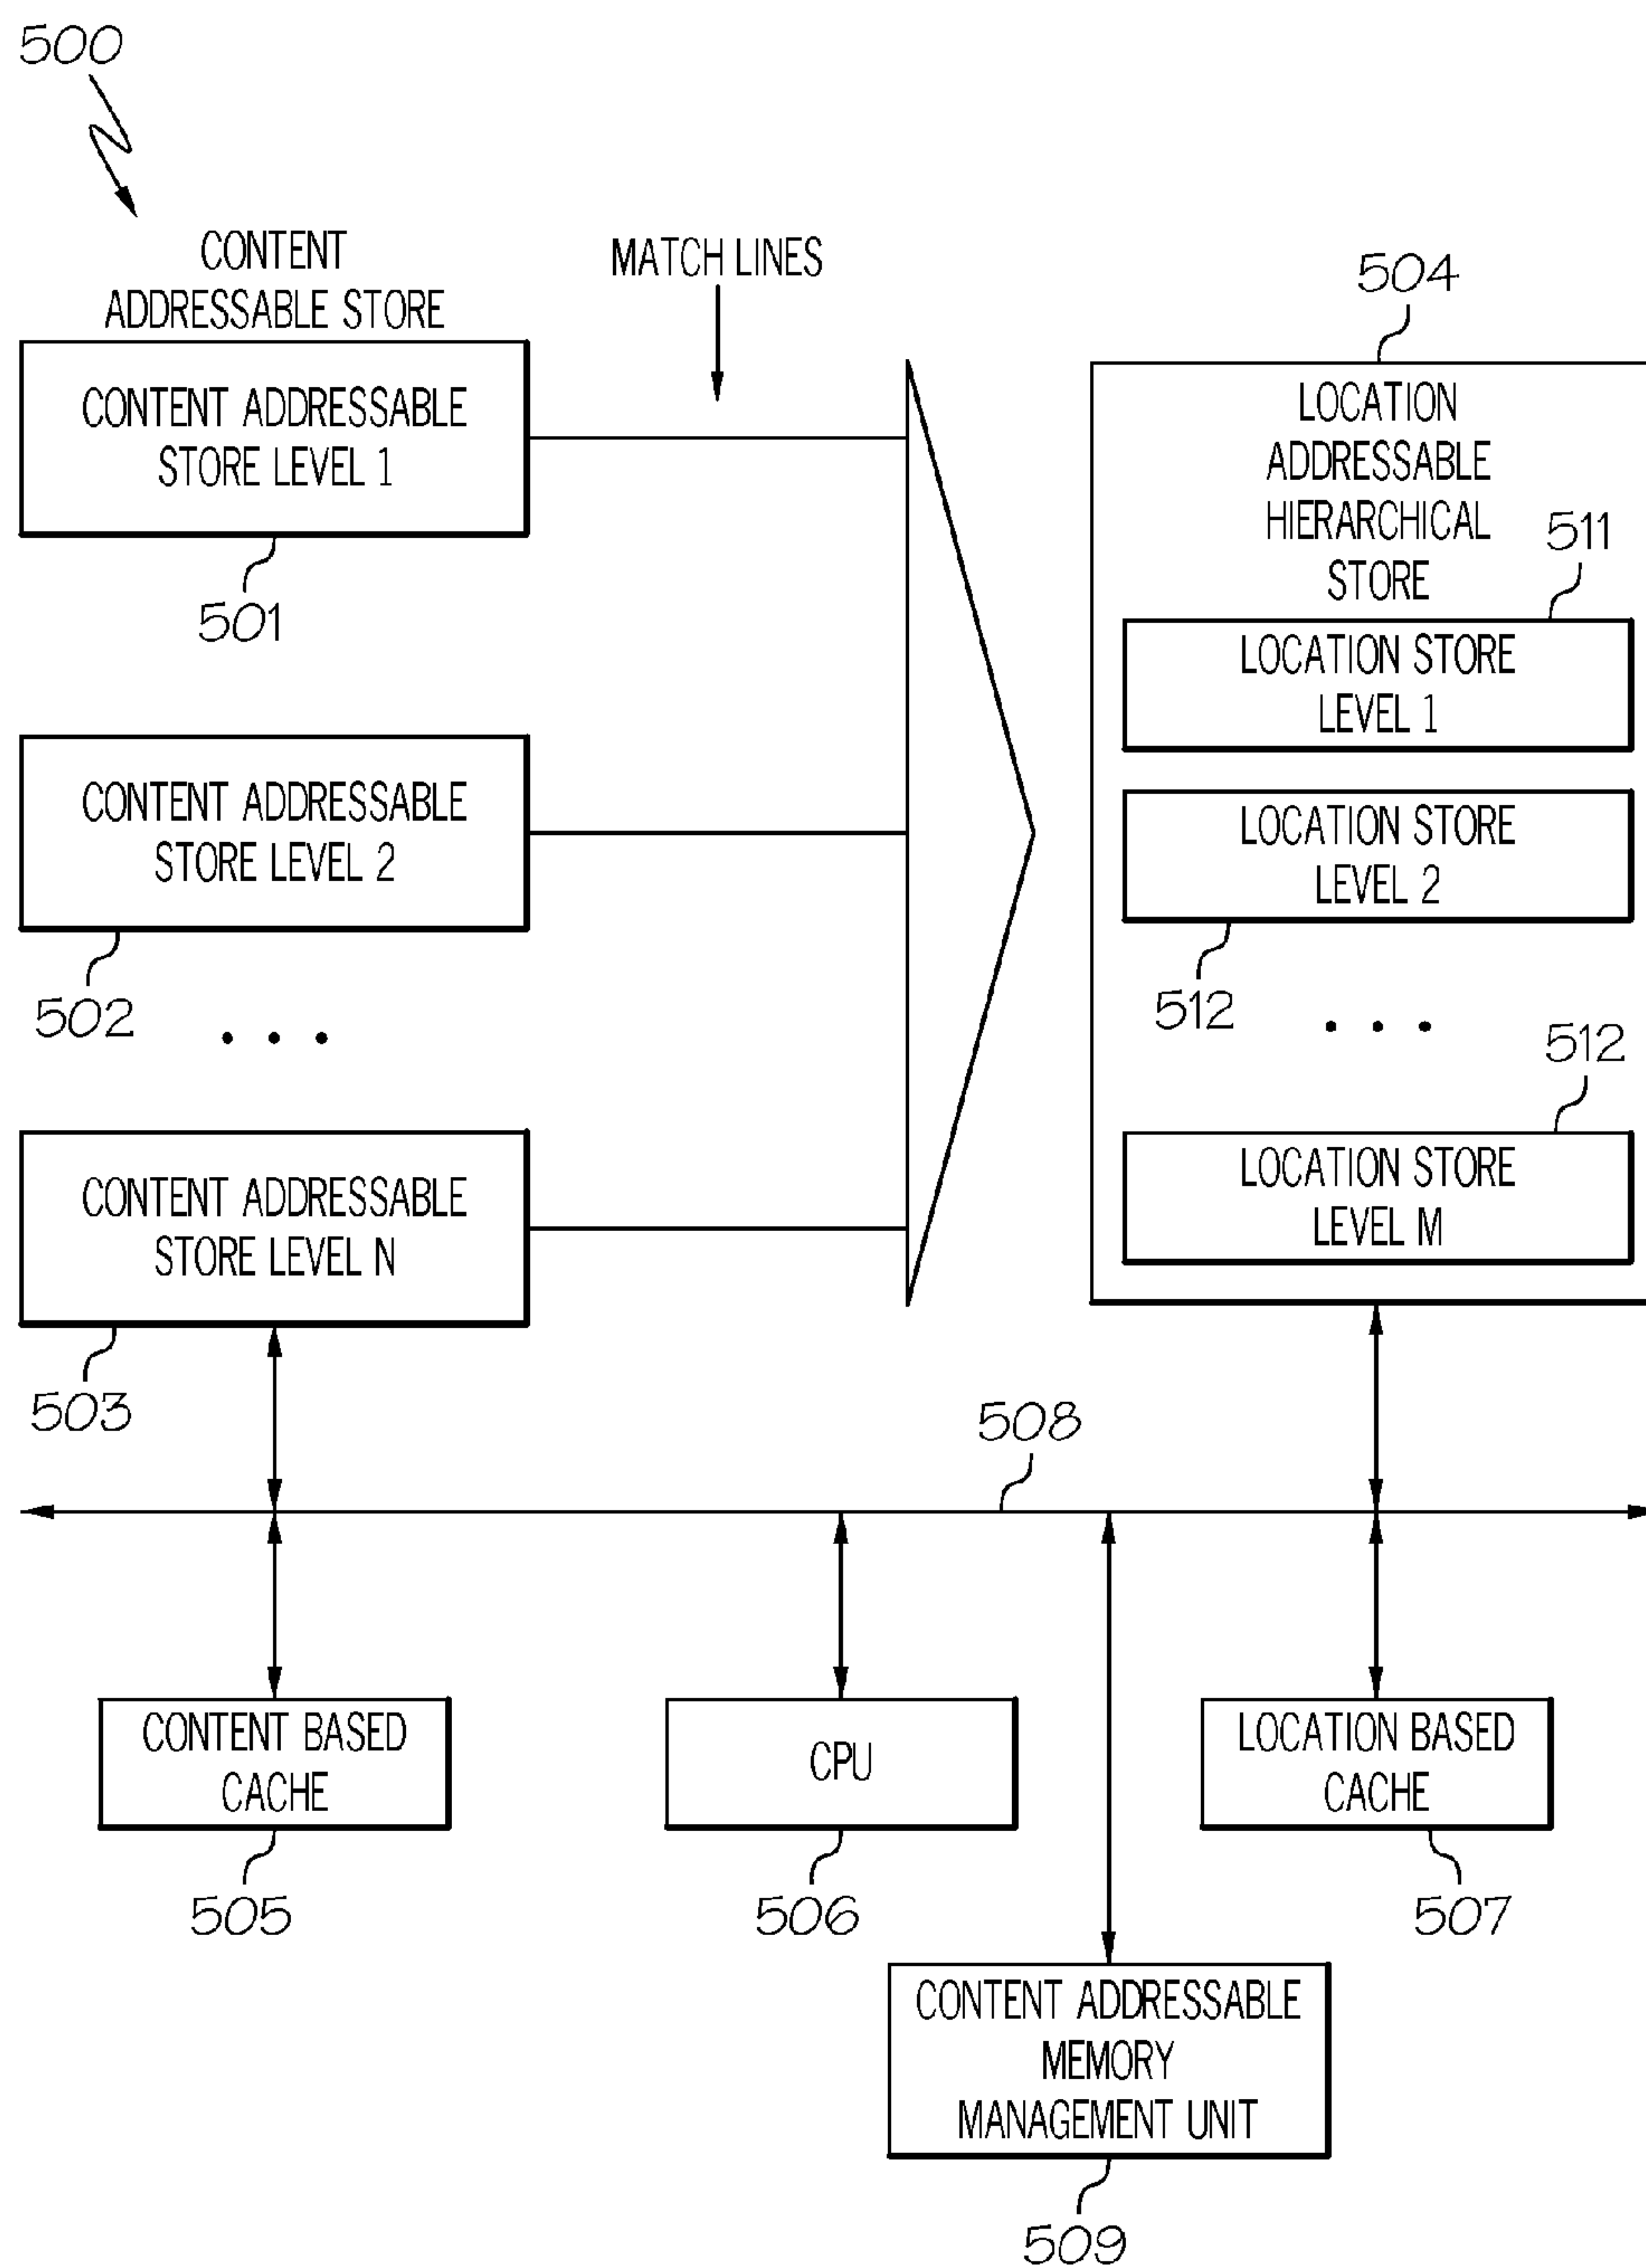 500
CONTENT
ADDRESSABLE STORE
MATCH LINES
CONTENT ADDRESSABLE
STORE LEVEL 1
501
CONTENT ADDRESSABLE
STORE LEVEL 2
502
. . .
CONTENT ADDRESSABLE
STORE LEVEL N
503
504
LOCATION
ADDRESSABLE
HIERARCHICAL
STORE
511
LOCATION STORE
LEVEL 1
LOCATION STORE
LEVEL 2
512
. . .
512
LOCATION STORE
LEVEL M
508
CONTENT BASED
CACHE
505
CPU
506
LOCATION BASED
CACHE
507
CONTENT ADDRESSABLE
MEMORY
MANAGEMENT UNIT
509